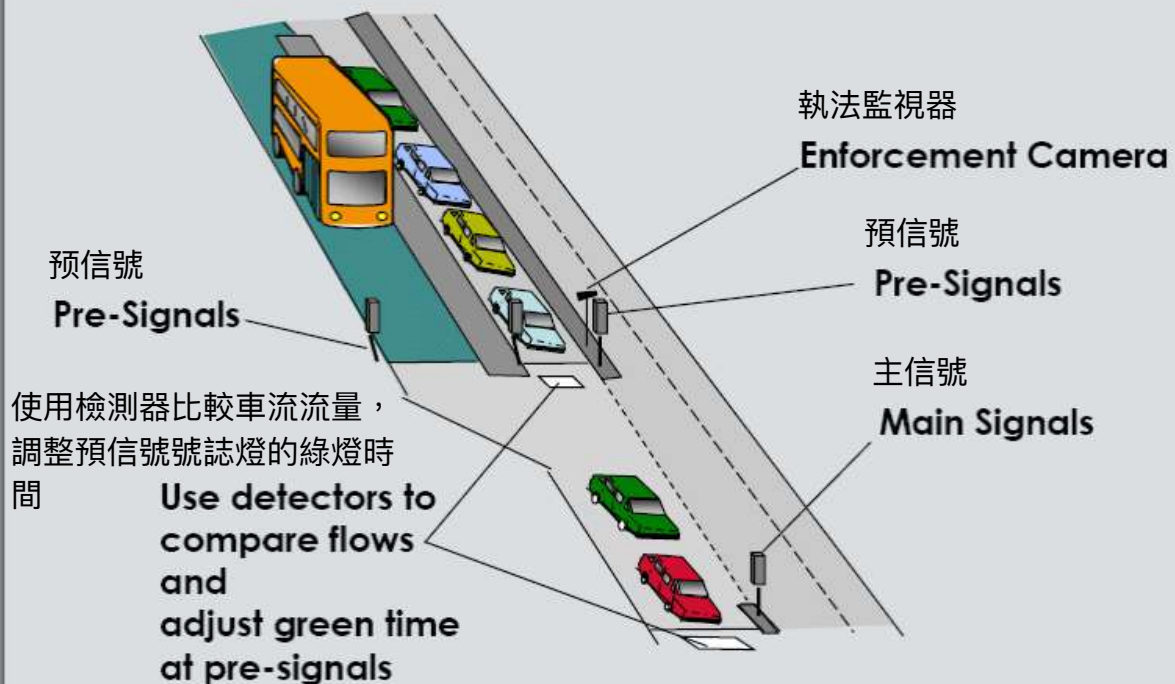 執法監視器
Enforcement Camera
預信號
Pre-Signals
主信號
Main Signals
预信號
Pre-Signals
使用檢測器比較車流流量，
調整預信號號誌燈的綠燈時
間
Use detectors to
compare flows
and
adjust green time
at pre-signals